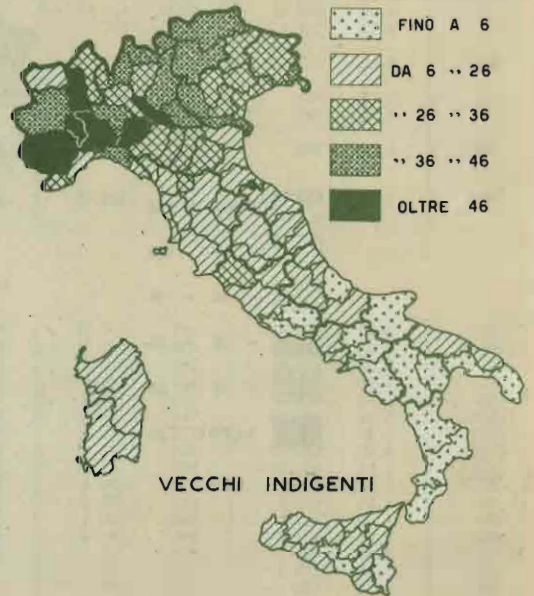 FINO A 6
DA 6 ,, 26
,, 26 ,, 36
,, 36 ,, 46
OLTRE 46
VECCHI INDIGENTI